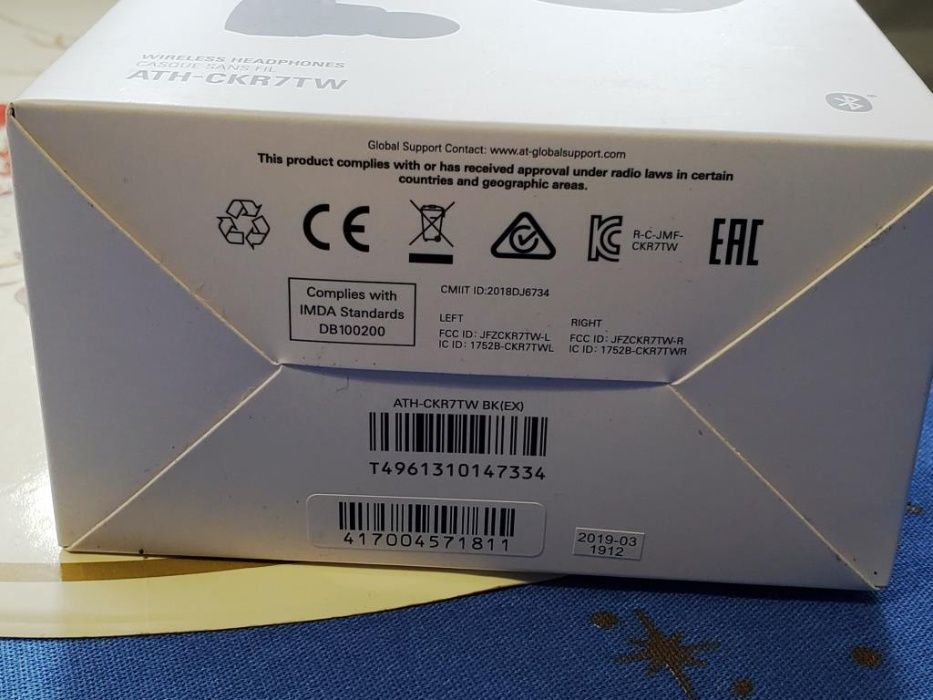 WIRELESS HEADPHONES
CASQUE SANS FIL
ATH-CKR7TW
Global Support Contact: www.at-globalsupport.com
This product complies with or has received approval under radio laws in certain
countries and geographic areas.
CE
R-C-JMF-
CKR7TW
EAC
Complies with
IMDA Standards
DB100200
CMIIT ID:2018DJ6734
LEFT
FCC ID: JFZCKR7TW-L
IC ID: 1752B-CKR7TWL
RIGHT
FCC ID: JFZCKR7TW-R
IC ID: 1752B-CKR7TWR
ATH-CKR7TW BK(EX)
T4961310147334
417004571811
2019-03
1912